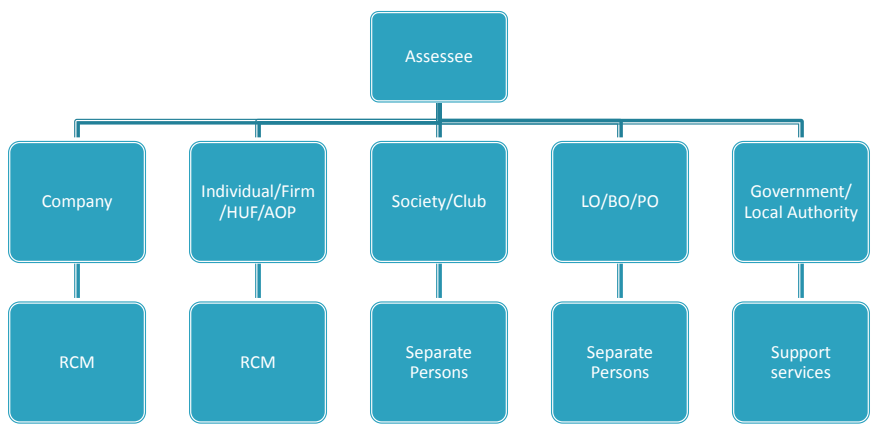 Assessee
Company
Individual/Firm
/HUF/AOP
Society/Club
LO/BO/PO
Government/
Local Authority
RCM
RCM
Separate
Persons
Separate
Persons
Support
services